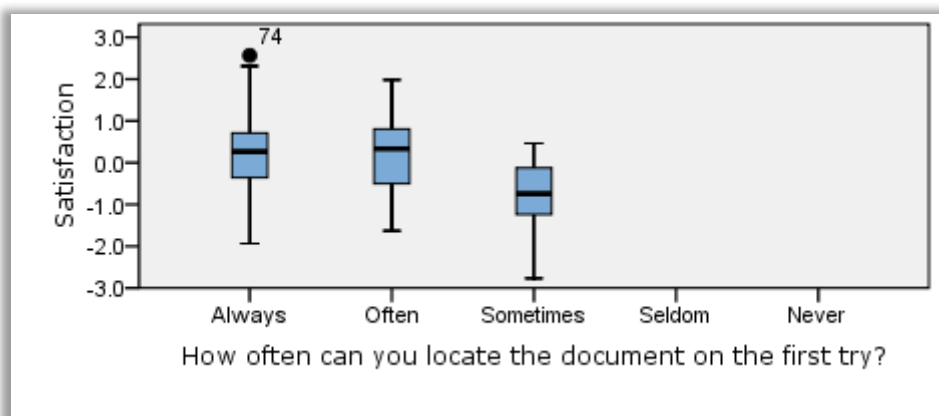 74
3.0
2.0
1.0
0.0
-1.0
-2.0
-3.0
Satisfaction
Always Often Sometimes Seldom Never
How often can you locate the document on the first try?